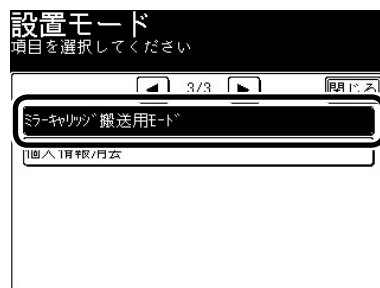 設置モード
項目を選択してください
◀ 3/3 ▶ 閉じる
ﾐﾗｰｷｬﾘｯｼﾞ搬送用ﾓｰﾄﾞ
個人情報消去